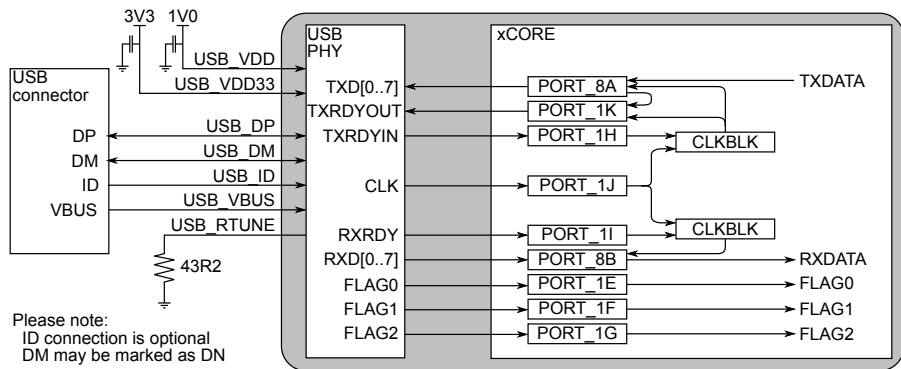 3V3
1V0
USB
connector
DP
DM
ID
VBUS
USB_VDD
USB_VDD33
USB_DP
USB_DM
USB_ID
USB_VBUS
USB_RTUNE
43R2
Please note:
ID connection is optional
DM may be marked as DN
USB
PHY
TXD[0..7]
TXRDYOUT
TXRDYIN
CLK
RXRDY
RXD[0..7]
FLAG0
FLAG1
FLAG2
xCORE
PORT_8A
PORT_1K
PORT_1H
PORT_1J
PORT_1I
PORT_8B
PORT_1E
PORT_1F
PORT_1G
CLKBLK
CLKBLK
TXDATA
RXDATA
FLAG0
FLAG1
FLAG2